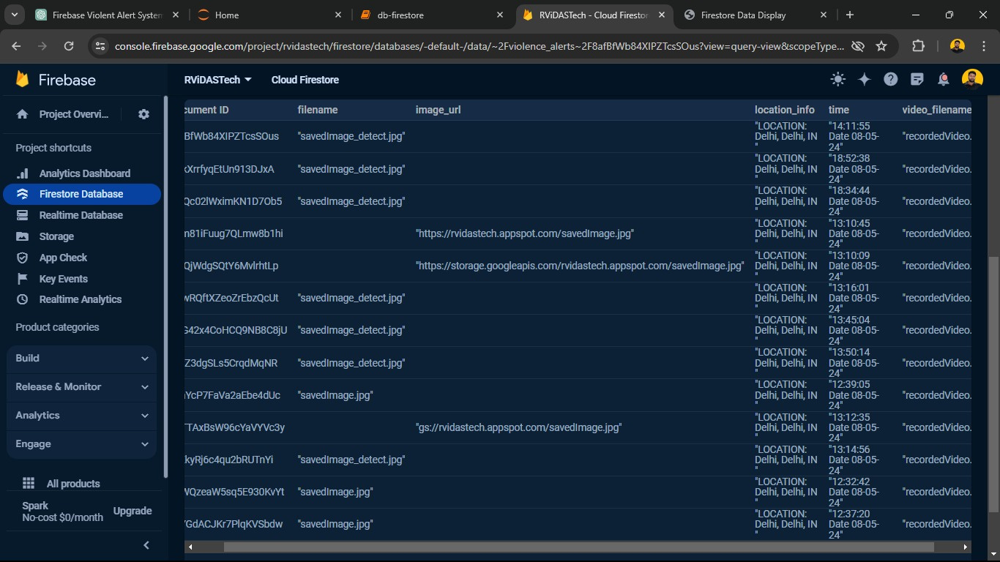 Firebase Violent Alert System
Home
db-firestore
RViDASTech - Cloud Firestor
Firestore Data Display
console.firebase.google.com/project/rvidastech/firestore/databases/-default-/data/~2Fviolence_alerts~2F8afBfWb84XIPZTcsSOus?view=query-view&scopeType...
Firebase
RViDASTech
Cloud Firestore
Project Overvi...
Project shortcuts
Analytics Dashboard
Firestore Database
Realtime Database
Storage
App Check
Key Events
Realtime Analytics
Product categories
Build
Release & Monitor
Analytics
Engage
All products
Spark
No-cost $0/month
Upgrade
cument ID filename image_url location_info time video_filename
BfWb84XIPZTcsSOus "savedImage_detect.jpg" "LOCATION: Delhi, Delhi, IN " "14:11:55 Date 08-05-24" "recordedVideo.
XrrfyqEtUn913DJxA "savedImage_detect.jpg" "LOCATION: Delhi, Delhi, IN " "18:52:38 Date 08-05-24" "recordedVideo.
Qc02lWximKN1D7Ob5 "savedImage_detect.jpg" "LOCATION: Delhi, Delhi, IN " "18:34:44 Date 08-05-24" "recordedVideo.
n81iFuug7QLmw8b1hi "https://rvidastech.appspot.com/savedImage.jpg" "LOCATION: Delhi, Delhi, IN " "13:10:45 Date 08-05-24" "recordedVideo.
QjWdgSQtY6MvlrhtLp "https://storage.googleapis.com/rvidastech.appspot.com/savedImage.jpg" "LOCATION: Delhi, Delhi, IN " "13:10:09 Date 08-05-24" "recordedVideo.
wRQftXZeoZrEbzQcUt "savedImage_detect.jpg" "LOCATION: Delhi, Delhi, IN " "13:16:01 Date 08-05-24" "recordedVideo.
G42x4CoHCQ9NB8C8jU "savedImage_detect.jpg" "LOCATION: Delhi, Delhi, IN " "13:45:04 Date 08-05-24" "recordedVideo.
Z3dgSLs5CrqdMqNR "savedImage_detect.jpg" "LOCATION: Delhi, Delhi, IN " "13:50:14 Date 08-05-24" "recordedVideo.
YcP7FaVa2aEbe4dUc "savedImage.jpg" "LOCATION: Delhi, Delhi, IN " "12:39:05 Date 08-05-24" "recordedVideo.
TAxBsW96cYaVYVc3y "gs://rvidastech.appspot.com/savedImage.jpg" "LOCATION: Delhi, Delhi, IN " "13:12:35 Date 08-05-24" "recordedVideo.
kyRj6c4qu2bRUTnYi "savedImage_detect.jpg" "LOCATION: Delhi, Delhi, IN " "13:14:56 Date 08-05-24" "recordedVideo.
QzeaW5sq5E930KvYt "savedImage.jpg" "LOCATION: Delhi, Delhi, IN " "12:32:42 Date 08-05-24" "recordedVideo.
GdACJKr7PlqKVSbdw "savedImage.jpg" "LOCATION: Delhi, Delhi, IN " "12:37:20 Date 08-05-24" "recordedVideo.